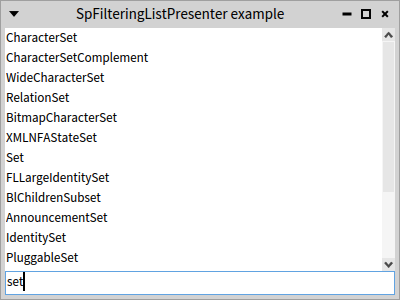 SpFilteringListPresenter example
CharacterSet
CharacterSetComplement
WideCharacterSet
RelationSet
BitmapCharacterSet
XMLNFAStateSet
Set
FLLargeIdentitySet
BlChildrenSubset
AnnouncementSet
IdentitySet
PluggableSet
set